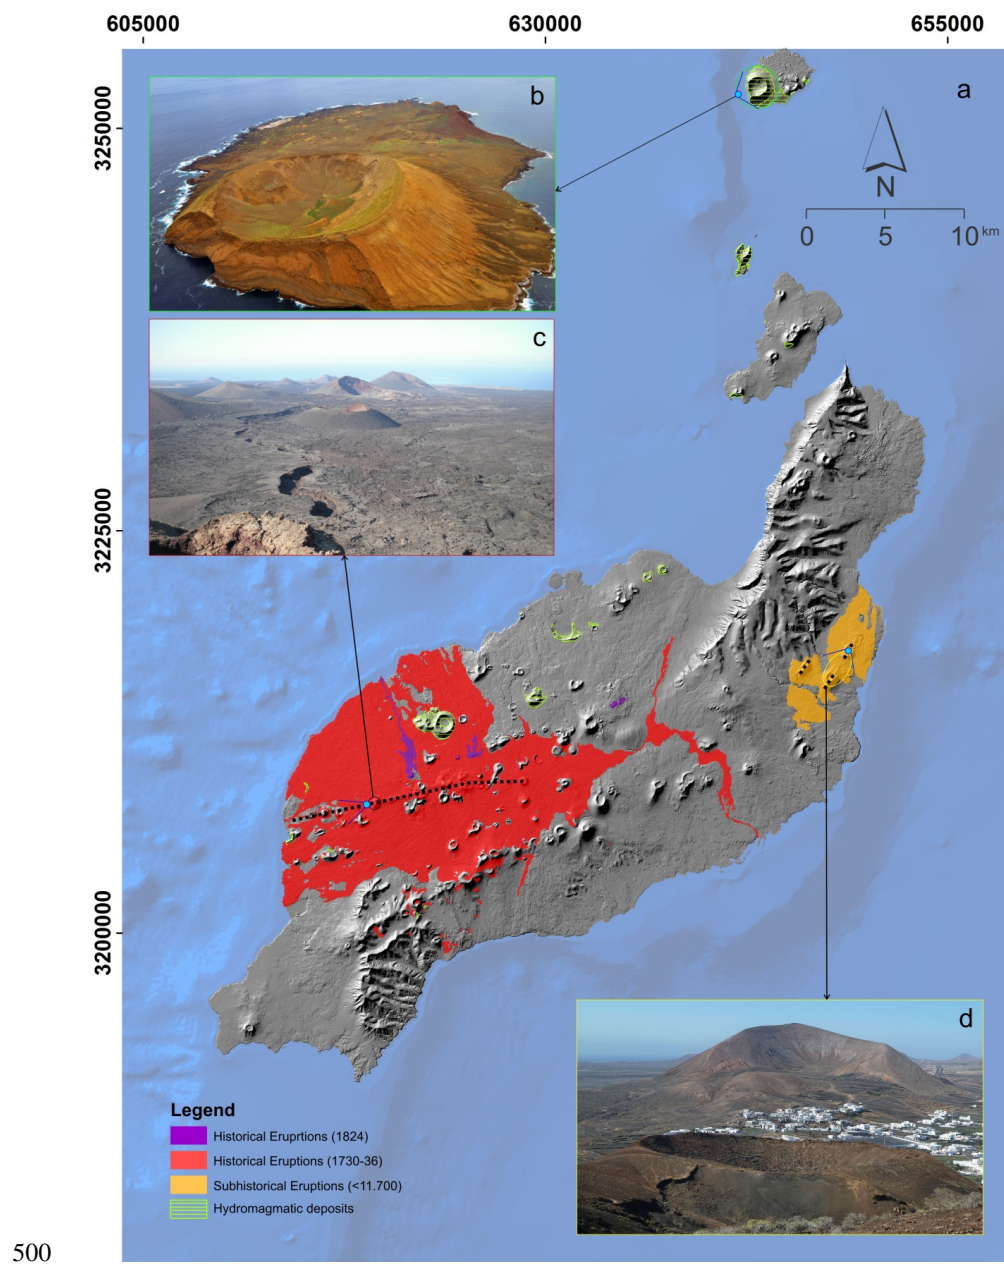 605000 630000 655000
3250000
3225000
3200000
a
b
N
0 5 10 km
c
d
Legend
Historical Eruprtions (1824)
Historical Eruptions (1730-36)
Subhistorical Eruptions (<11.700)
Hydromagmatic deposits
500